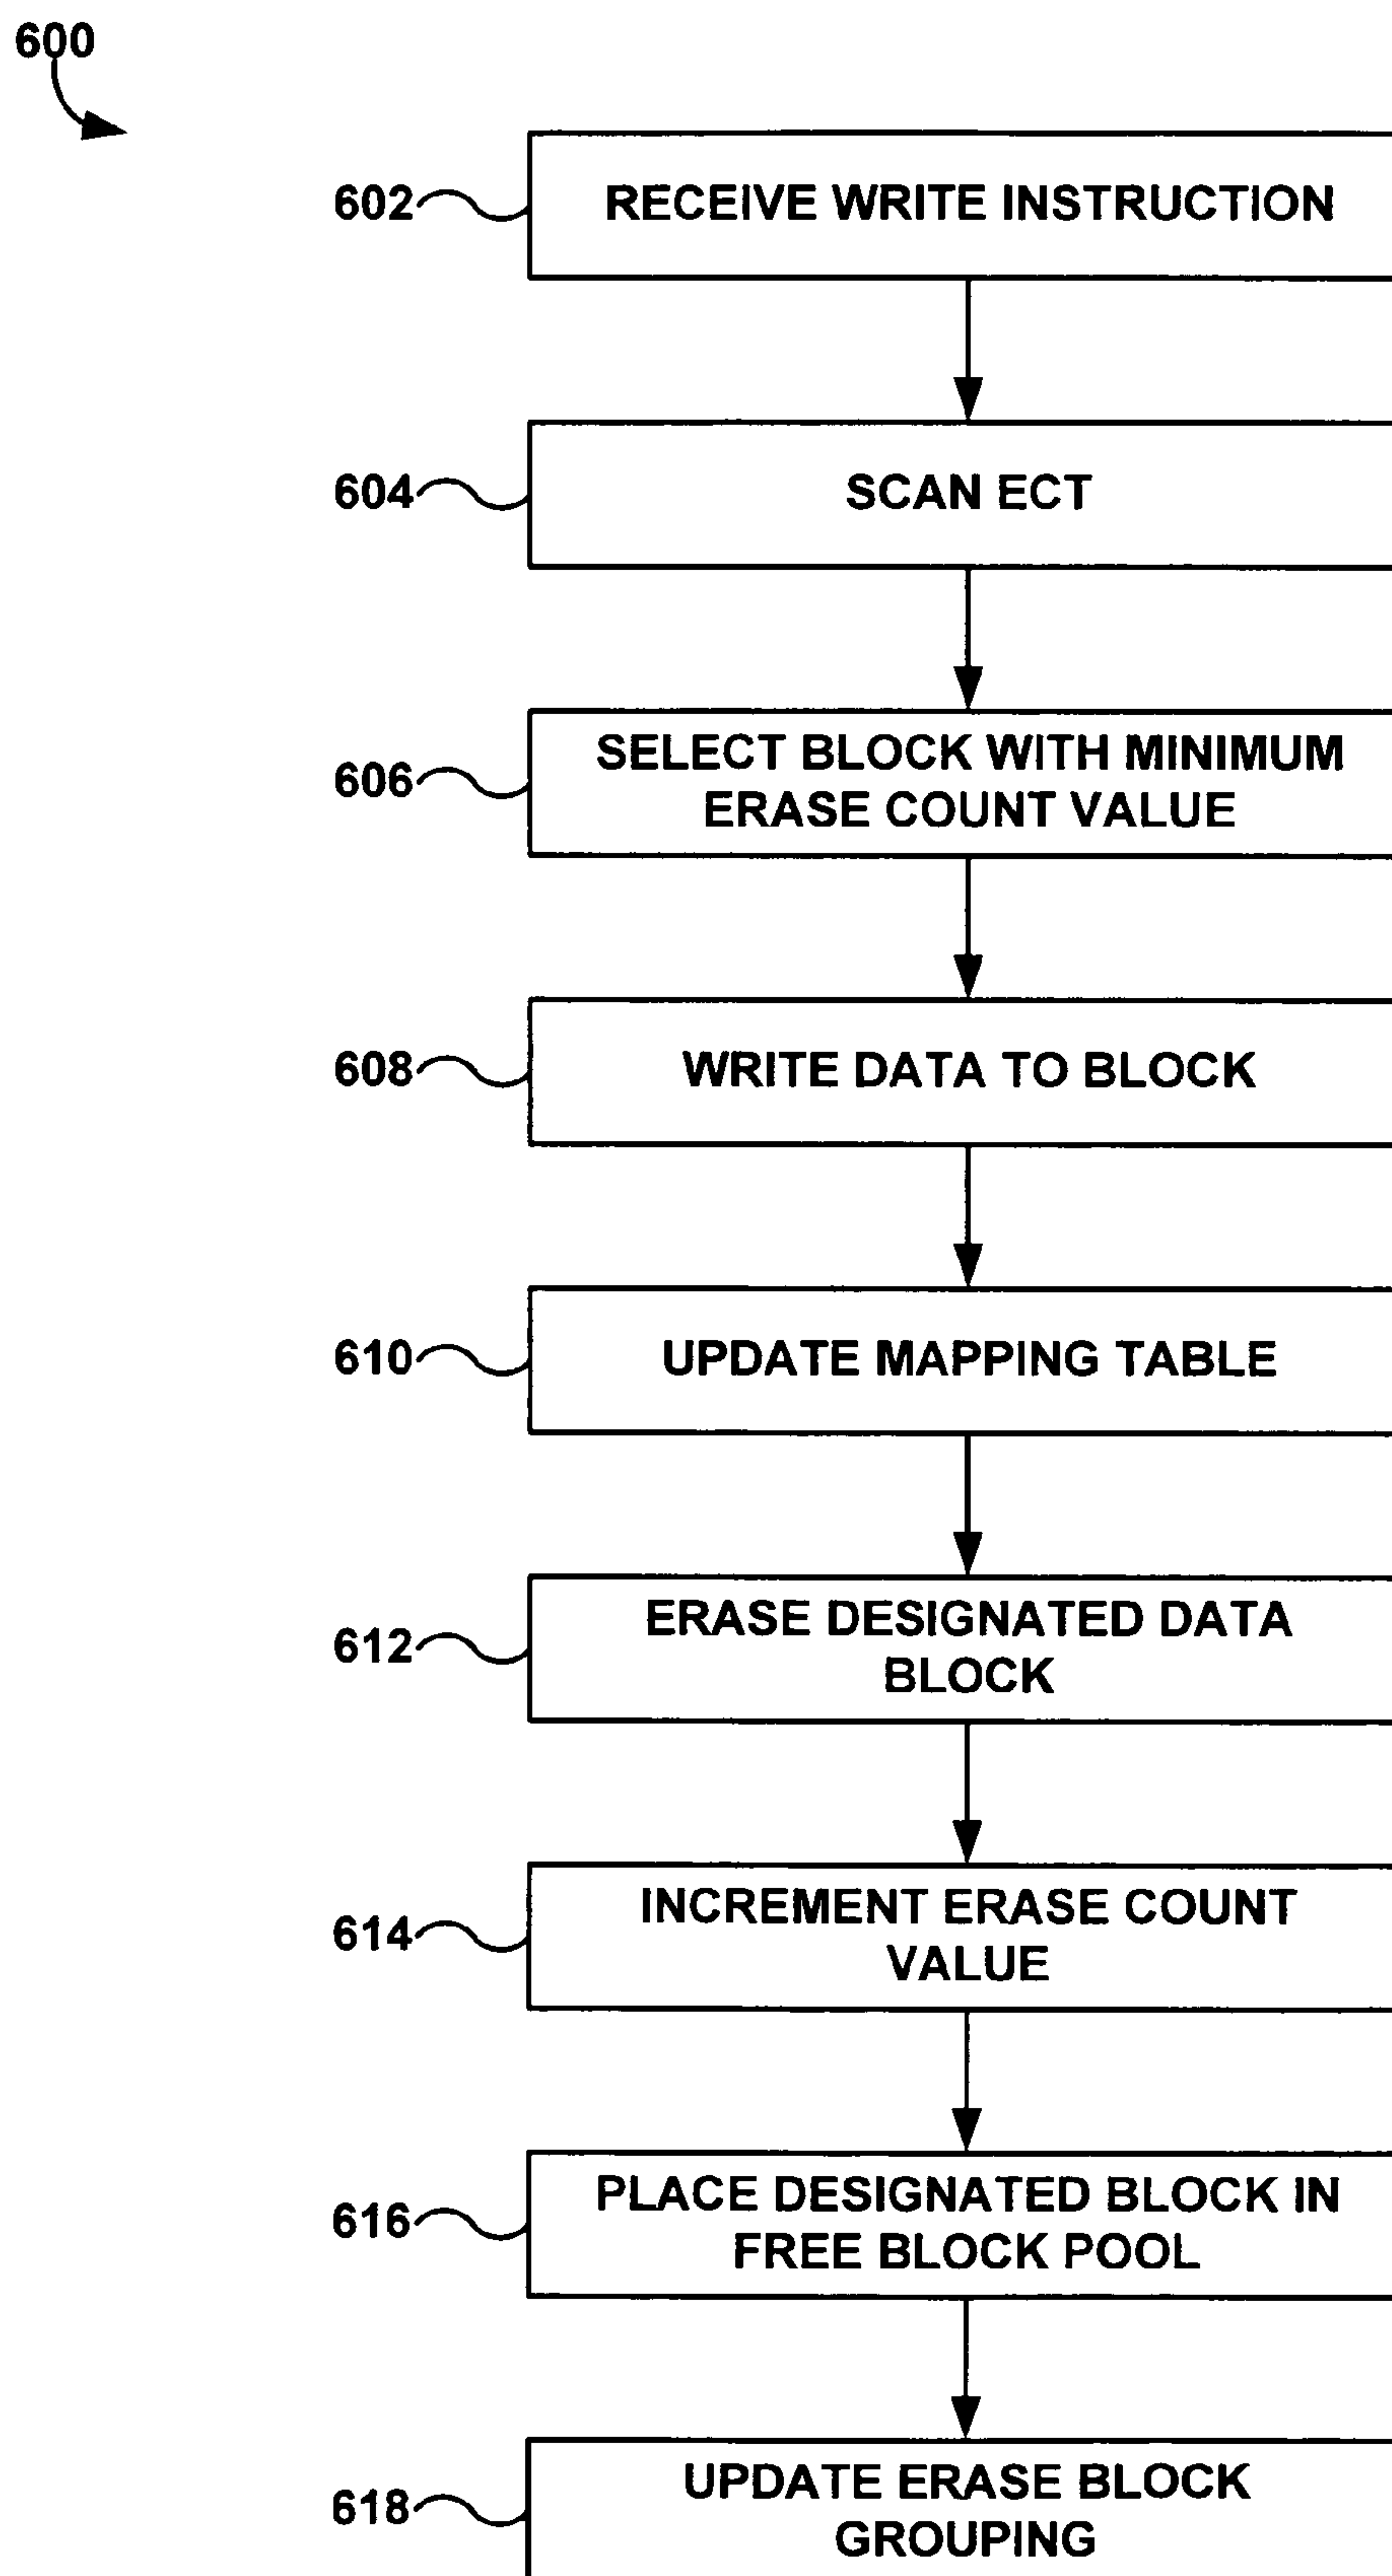 600
602
RECEIVE WRITE INSTRUCTION
604
SCAN ECT
606
SELECT BLOCK WITH MINIMUM
ERASE COUNT VALUE
608
WRITE DATA TO BLOCK
610
UPDATE MAPPING TABLE
612
ERASE DESIGNATED DATA
BLOCK
614
INCREMENT ERASE COUNT
VALUE
616
PLACE DESIGNATED BLOCK IN
FREE BLOCK POOL
618
UPDATE ERASE BLOCK
GROUPING